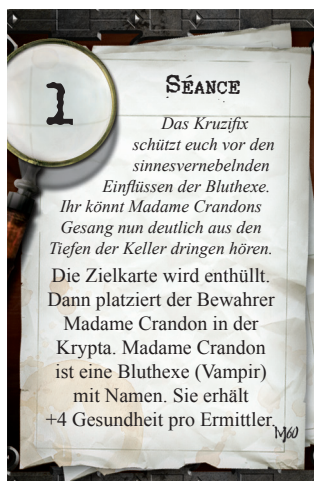 1
SÉANCE
Das Kruzifix
schützt euch vor den
sinnesvernebelnden
Einflüssen der Bluthexe.
Ihr könnt Madame Crandons
Gesang nun deutlich aus den
Tiefen der Keller dringen hören.
Die Zielkarte wird enthüllt.
Dann platziert der Bewahrer
Madame Crandon in der
Krypta. Madame Crandon
ist eine Bluthexe (Vampir)
mit Namen. Sie erhält
+4 Gesundheit pro Ermittler.
M60